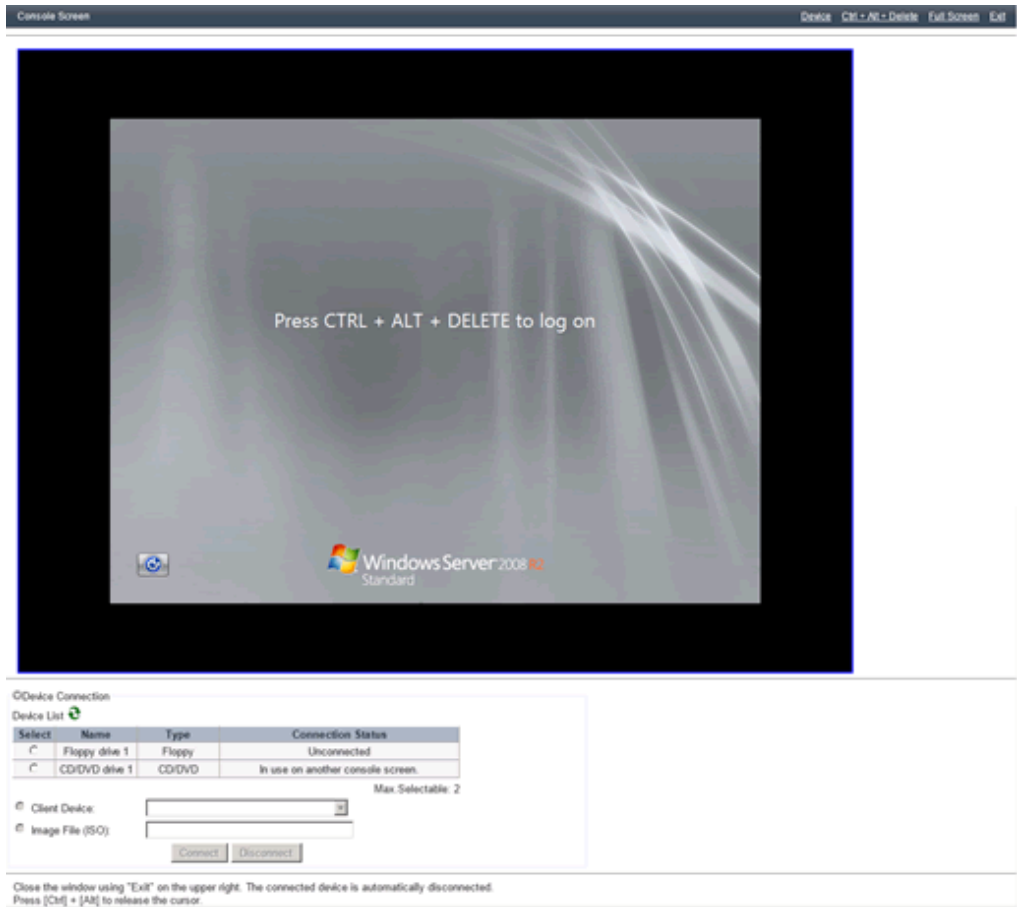 Console Screen Device Ctrl + Alt + Delete Full Screen Exit
Press CTRL + ALT + DELETE to log on
Windows Server 2008 R2
Standard
Device Connection
Device List
Select Name Type Connection Status
Floppy drive 1 Floppy Unconnected
CD/DVD drive 1 CD/DVD In use on another console screen.
Max.Selectable: 2
Client Device:
Image File (ISO):
Connect Disconnect
Close the window using "Exit" on the upper right. The connected device is automatically disconnected.
Press [Ctrl] + [Alt] to release the cursor.